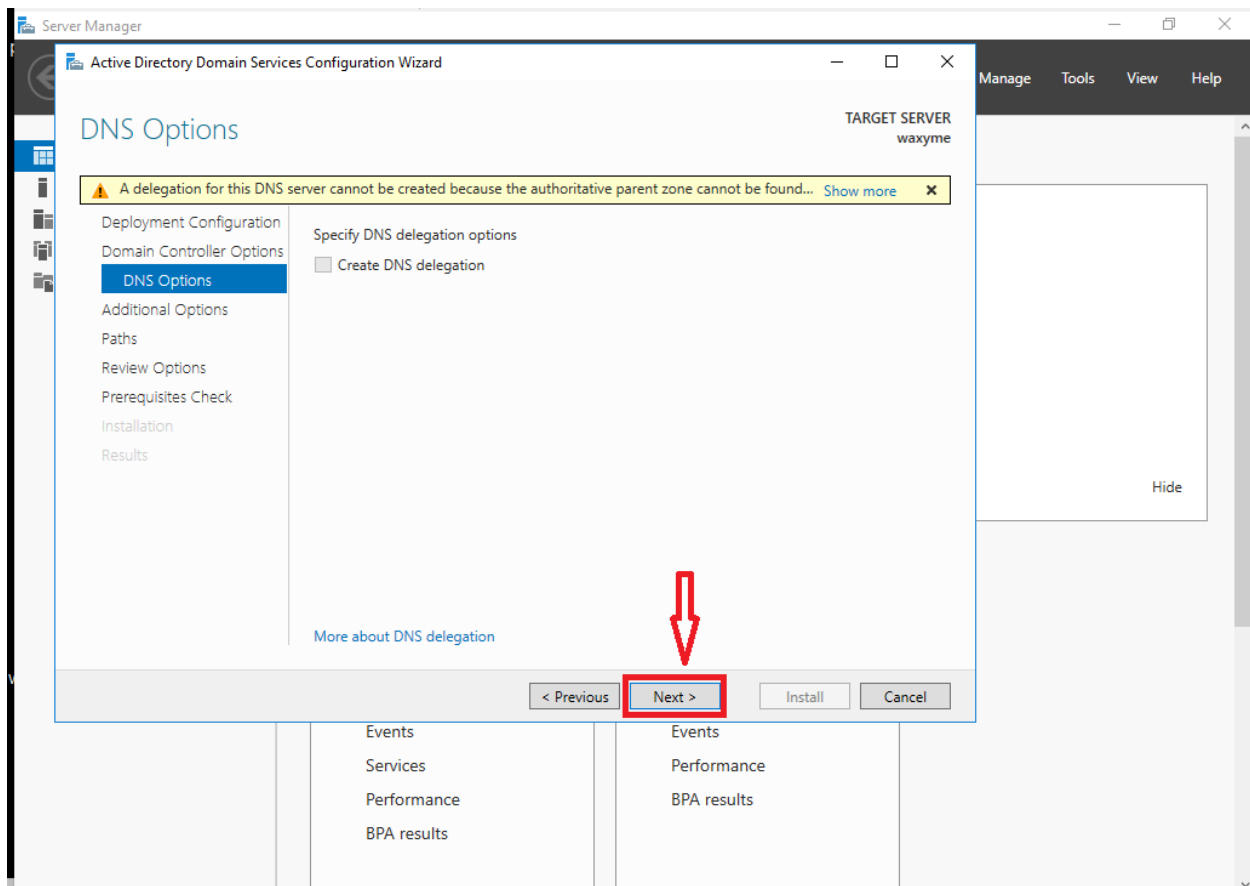 Server Manager
Active Directory Domain Services Configuration Wizard
Manage Tools View Help
DNS Options
TARGET SERVER
waxyme
A delegation for this DNS server cannot be created because the authoritative parent zone cannot be found... Show more
Deployment Configuration
Domain Controller Options
DNS Options
Additional Options
Paths
Review Options
Prerequisites Check
Installation
Results
Specify DNS delegation options
Create DNS delegation
More about DNS delegation
Hide
< Previous Next > Install Cancel
Events
Services
Performance
BPA results
Events
Performance
BPA results